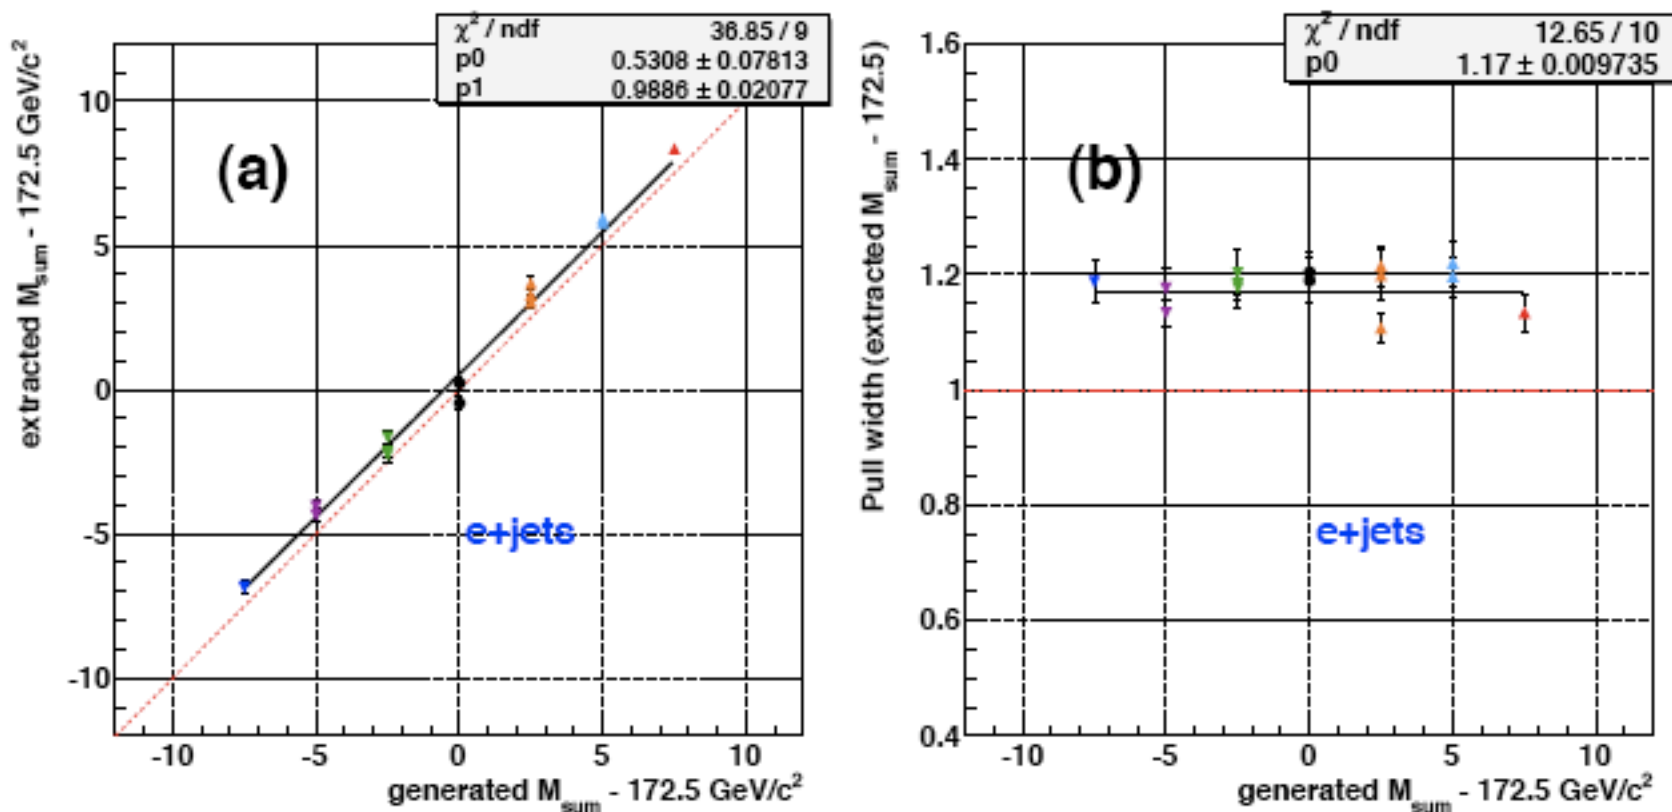 χ² / ndf 36.85 / 9
p0 0.5308 ± 0.07813
p1 0.9886 ± 0.02077
extracted M_sum - 172.5 GeV/c²
(a)
10
5
0
-5
-10
e+jets
-10 -5 0 5 10
generated M_sum - 172.5 GeV/c²
χ² / ndf 12.65 / 10
p0 1.17 ± 0.009735
Pull width (extracted M_sum - 172.5)
(b)
1.6
1.4
1.2
1
0.8
0.6
0.4
e+jets
-10 -5 0 5 10
generated M_sum - 172.5 GeV/c²